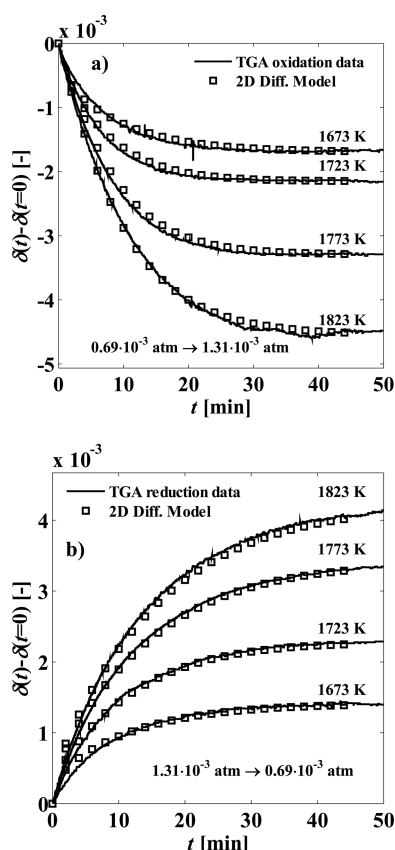 x 10⁻³
0
-1
-2
-3
-4
-5
a)
TGA oxidation data
2D Diff. Model
1673 K
1723 K
1773 K
1823 K
0.69·10⁻³ atm → 1.31·10⁻³ atm
δ(t)-δ(t=0) [-]
0 10 20 30 40 50
t [min]
x 10⁻³
4
3
2
1
0
TGA reduction data
2D Diff. Model
b)
1823 K
1773 K
1723 K
1673 K
1.31·10⁻³ atm → 0.69·10⁻³ atm
δ(t)-δ(t=0) [-]
0 10 20 30 40 50
t [min]